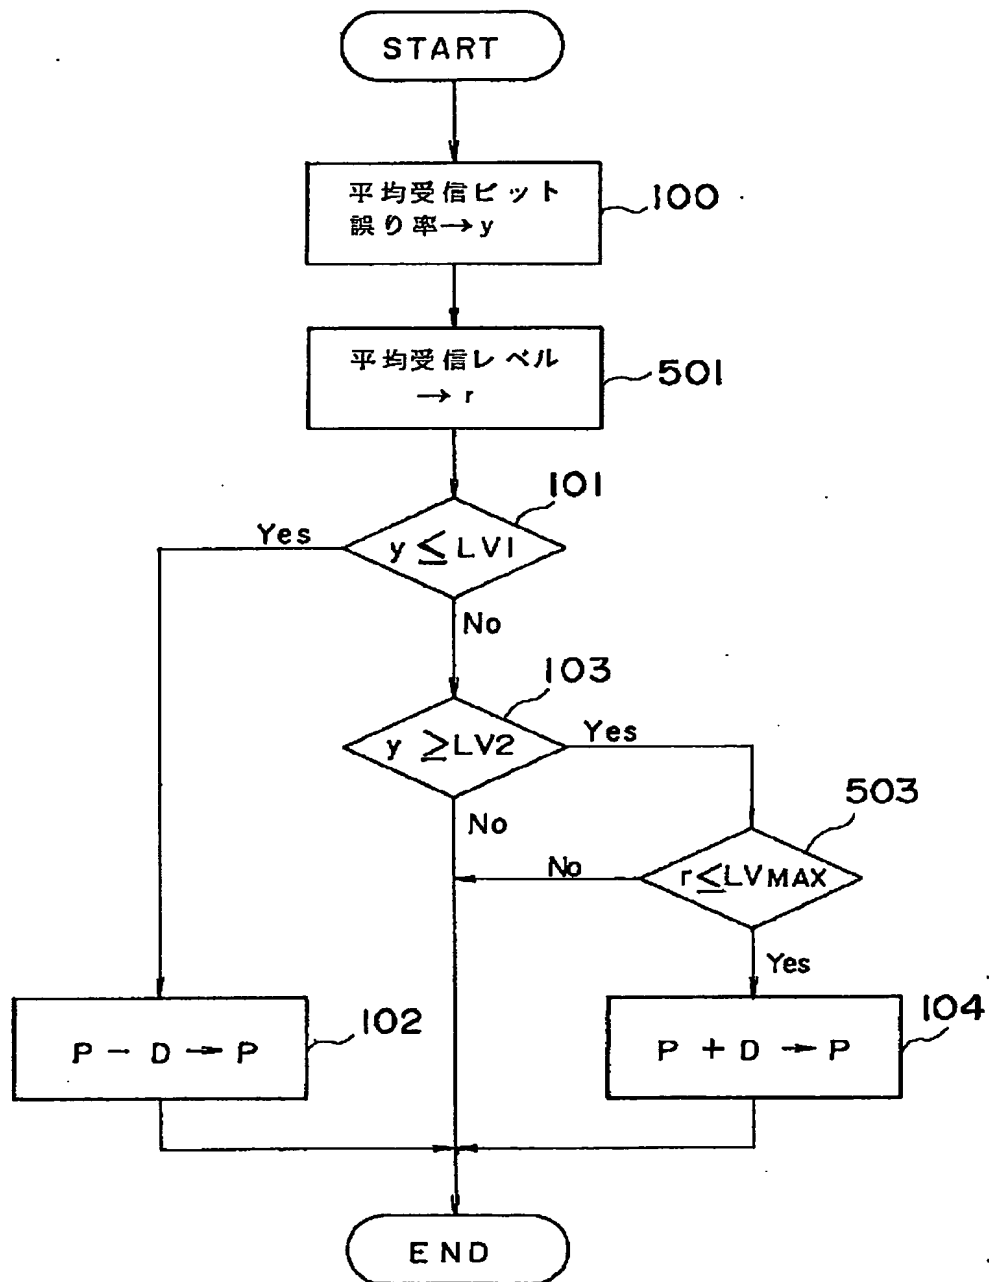 START
平均受信ビット
誤り率→y
100
平均受信レベル
→ r
501
101
Yes
y ≤ LV1
No
103
y ≥ LV2
Yes
503
No
No
r ≤ LVMAX
Yes
102
P − D → P
104
P + D → P
END